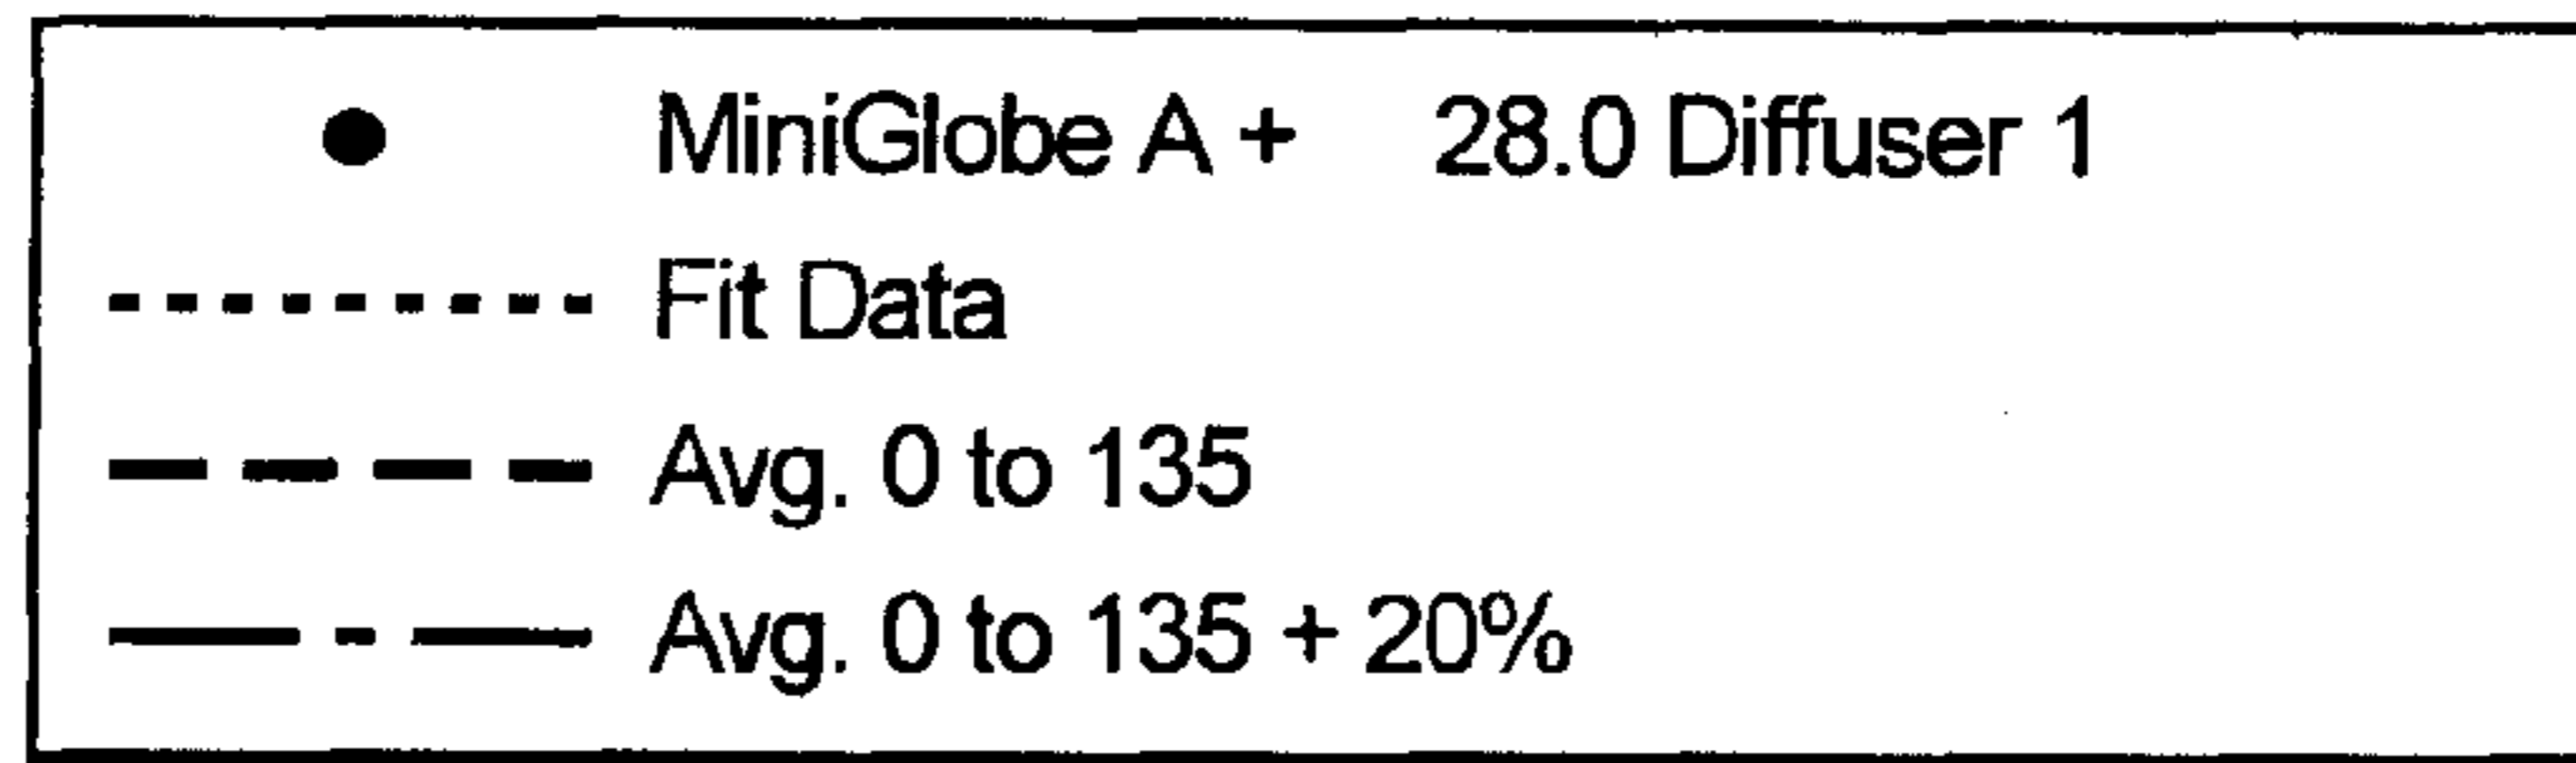 MiniGlobe A + 28.0 Diffuser 1
Fit Data
Avg. 0 to 135
Avg. 0 to 135 + 20%